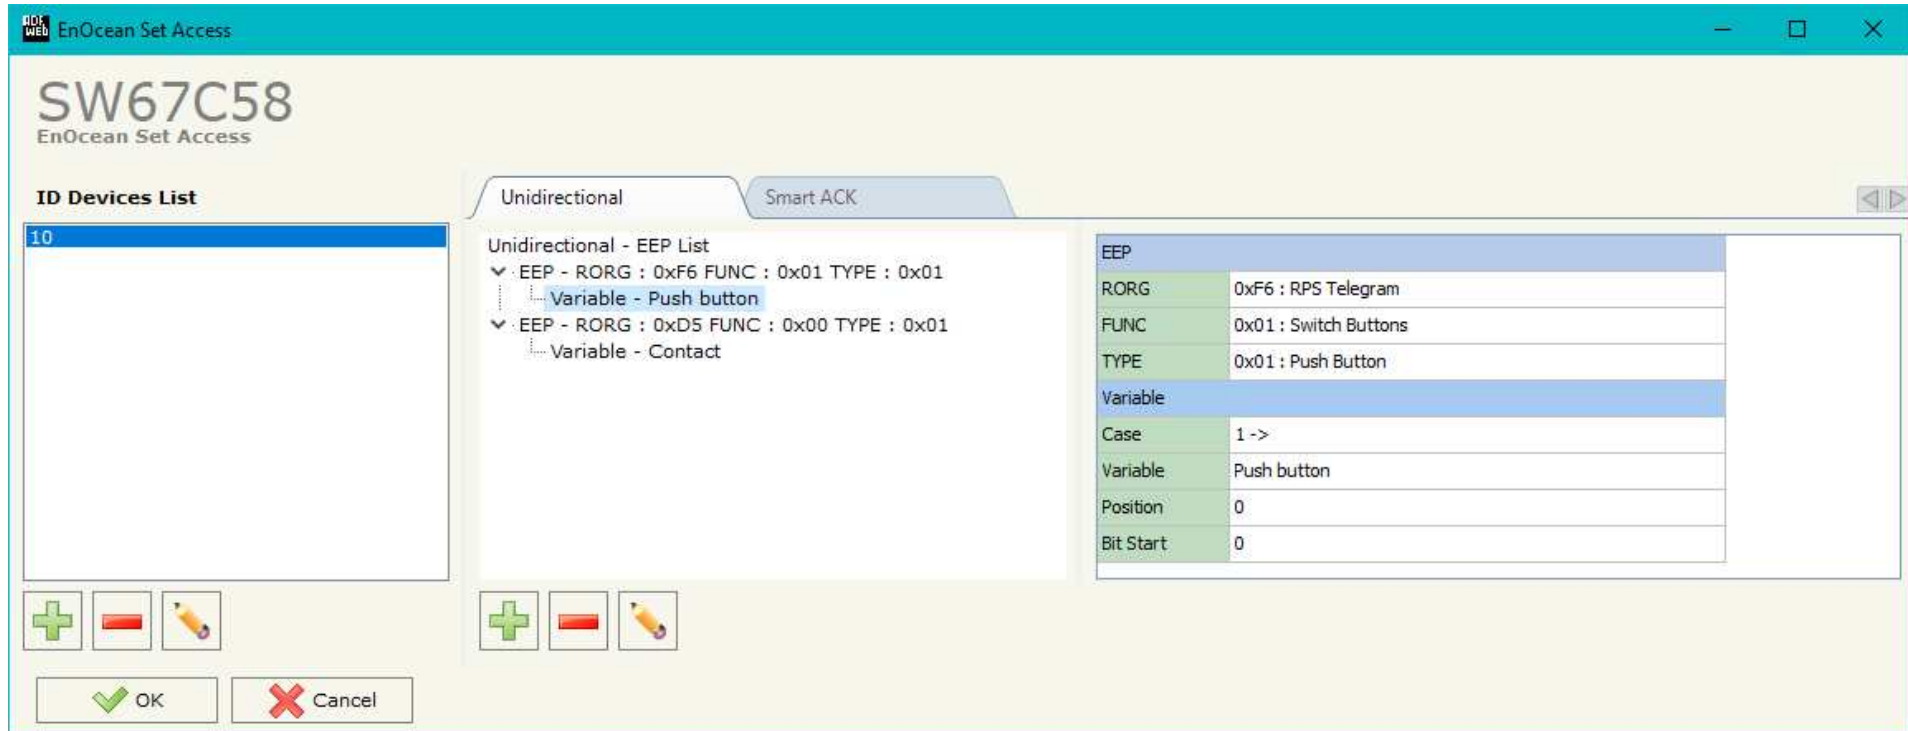 ADF WEB EnOcean Set Access
SW67C58
EnOcean Set Access
ID Devices List
10
Unidirectional
Smart ACK
Unidirectional - EEP List
EEP - RORG : 0xF6 FUNC : 0x01 TYPE : 0x01
Variable - Push button
EEP - RORG : 0xD5 FUNC : 0x00 TYPE : 0x01
Variable - Contact
EEP
RORG 0xF6 : RPS Telegram
FUNC 0x01 : Switch Buttons
TYPE 0x01 : Push Button
Variable
Case 1 ->
Variable Push button
Position 0
Bit Start 0
OK
Cancel